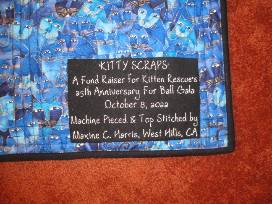 KITTY SCRAPS
A Fund Raiser for Kitten Rescue's
25th Anniversary Fur Ball Gala
October 8, 2022
Machine Pieced & Top Stitched by
Maxine C. Harris, West Hills, CA